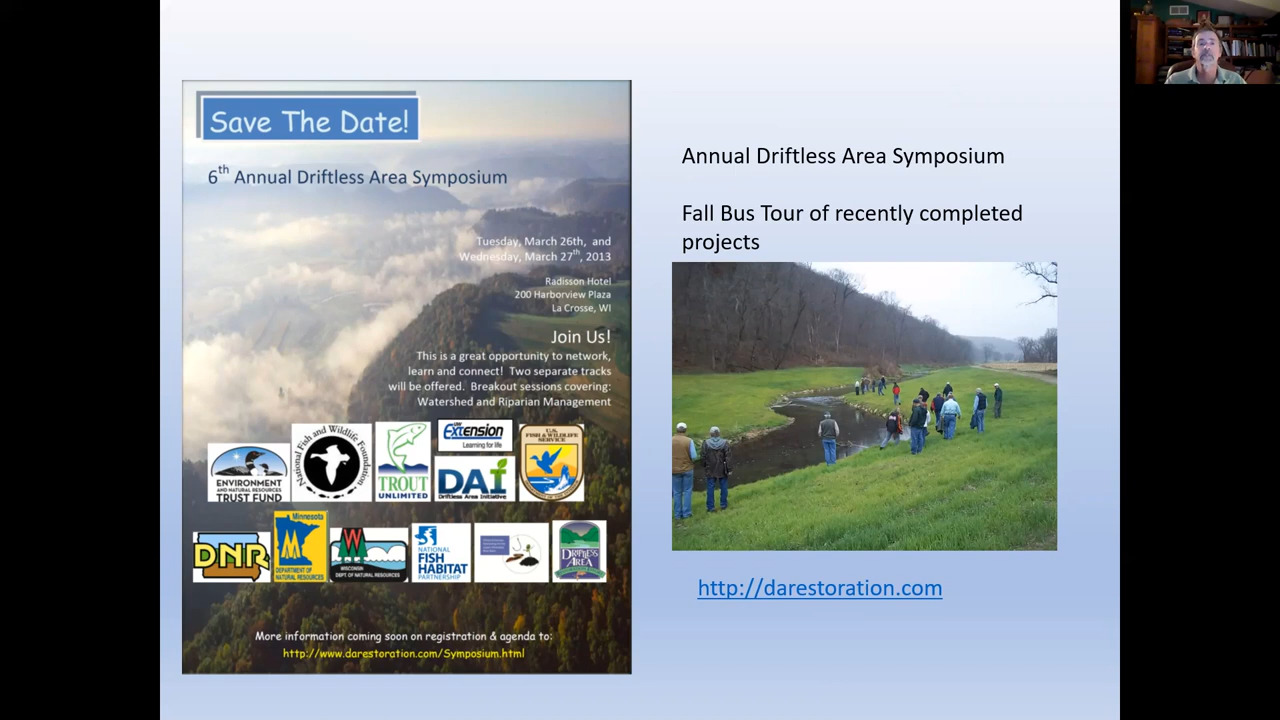 Save The Date!
6th Annual Driftless Area Symposium
Tuesday, March 26th, and
Wednesday, March 27th, 2013
Radisson Hotel
200 Harborview Plaza
La Crosse, WI
Join Us!
This is a great opportunity to network,
learn and connect! Two separate tracks
will be offered. Breakout sessions covering:
Watershed and Riparian Management
ENVIRONMENT
AND NATURAL RESOURCES
TRUST FUND
National Fish and Wildlife Foundation
TROUT
UNLIMITED
Extension
Learning for life
DAI
Driftless Area Initiative
U.S.
FISH & WILDLIFE
SERVICE
DNR
Minnesota
DEPARTMENT OF
NATURAL RESOURCES
WISCONSIN
DEPT. OF NATURAL RESOURCES
NATIONAL
FISH
HABITAT
PARTNERSHIP
DRIFTLESS
AREA
More information coming soon on registration & agenda to:
http://www.darestoration.com/Symposium.html
Annual Driftless Area Symposium
Fall Bus Tour of recently completed
projects
http://darestoration.com